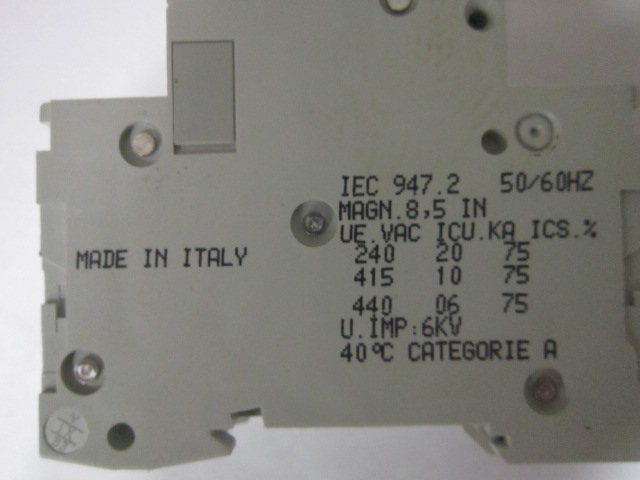 IEC 947.2 50/60HZ
MAGN.8,5 IN
UE.VAC ICU.KA ICS.%
240 20 75
MADE IN ITALY
415 10 75
440 06 75
U.IMP:6KV
40°C CATEGORIE A